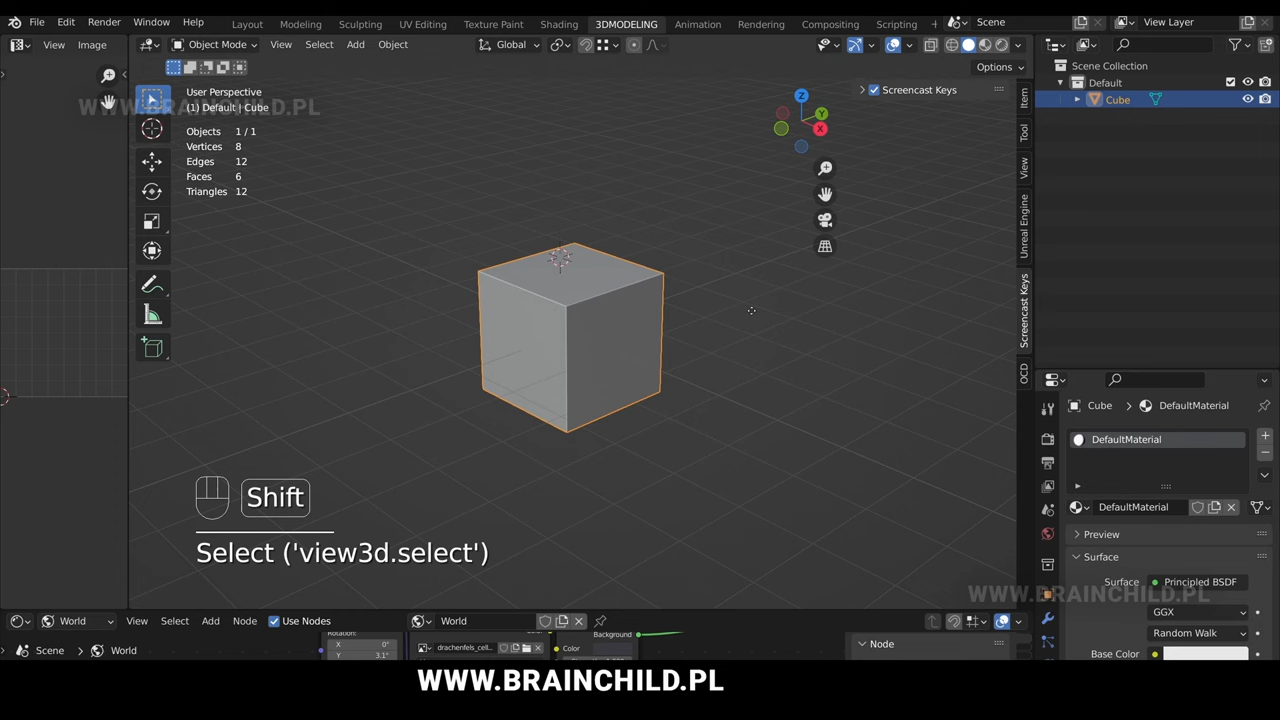 File Edit Render Window Help Layout Modeling Sculpting UV Editing Texture Paint Shading 3DMODELING Animation Rendering Compositing Scripting + Scene View Layer
View Image Object Mode View Select Add Object Global
Options
WWW.BRAINCHILD.PL
User Perspective
(1) Default | Cube
Objects 1 / 1
Vertices 8
Edges 12
Faces 6
Triangles 12
Screencast Keys
Z
Y
X
Item
Tool
View
Unreal Engine
Screencast Keys
OCD
Scene Collection
Default
Cube
Shift
Select ('view3d.select')
Cube > DefaultMaterial
DefaultMaterial
DefaultMaterial
Preview
Surface
Surface Principled BSDF
GGX
Random Walk
Base Color
WWW.BRAINCHILD.PL
World View Select Add Node Use Nodes World
Scene > World
Rotation:
X 0°
Y 3.1°
drachenfels_cell..
Background
Color
Node
WWW.BRAINCHILD.PL